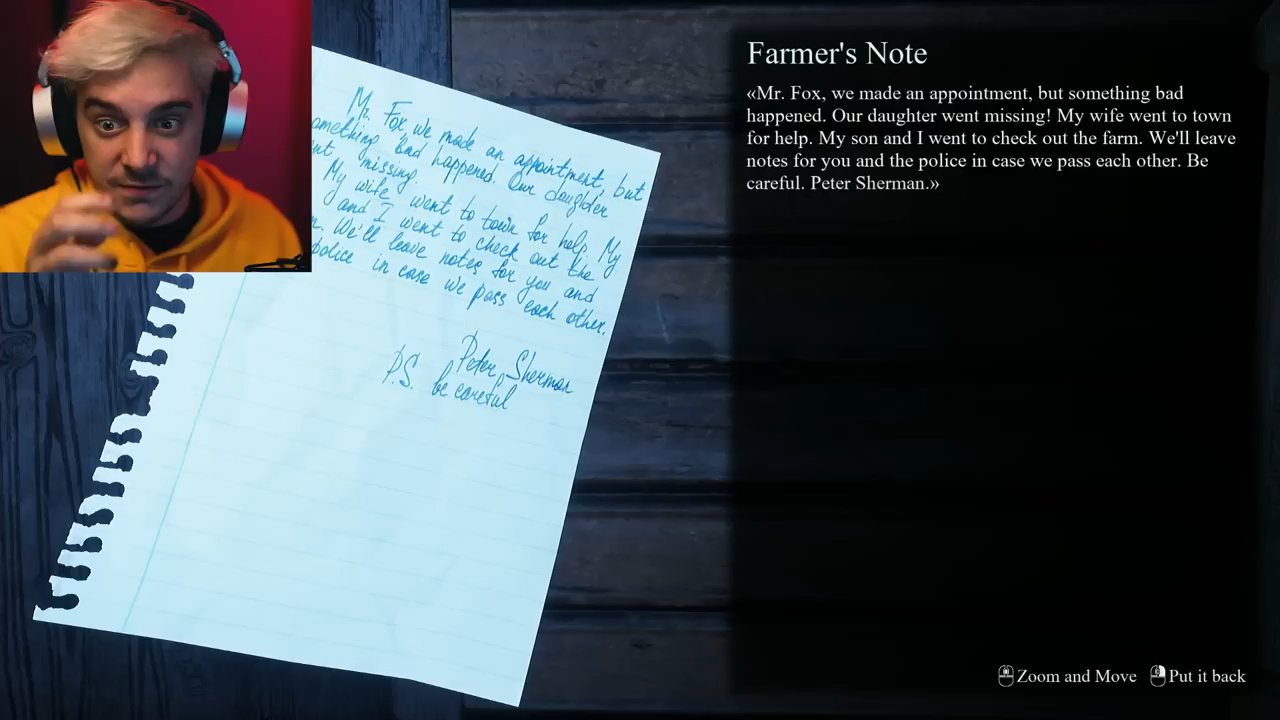 Farmer's Note
«Mr. Fox, we made an appointment, but something bad
happened. Our daughter went missing! My wife went to town
for help. My son and I went to check out the farm. We'll leave
notes for you and the police in case we pass each other. Be
careful. Peter Sherman.»
Mr. Fox, we made an appointment, but
omething bad happened. Our daughter
nt missing.
My wife went to town for help. My
and I went to check out the
n. We'll leave notes for you and
police in case we pass each other.
Peter Sherman
P.S. be careful
Zoom and Move
Put it back